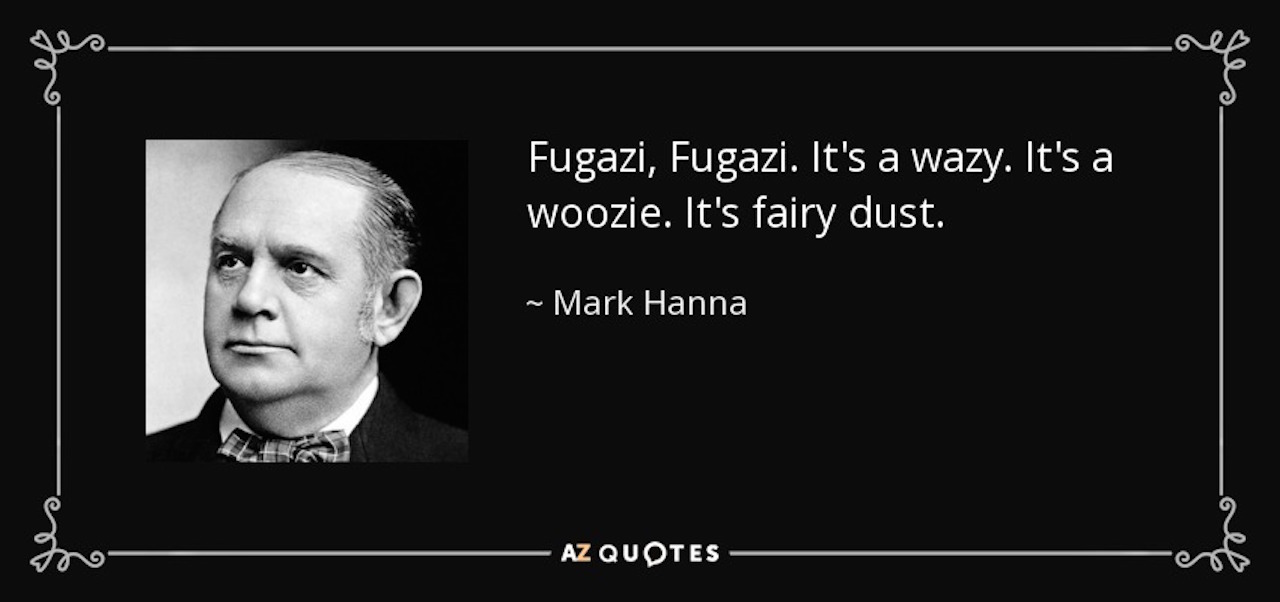 Fugazi, Fugazi. It's a wazy. It's a
woozie. It's fairy dust.
~ Mark Hanna
AZ QUOTES